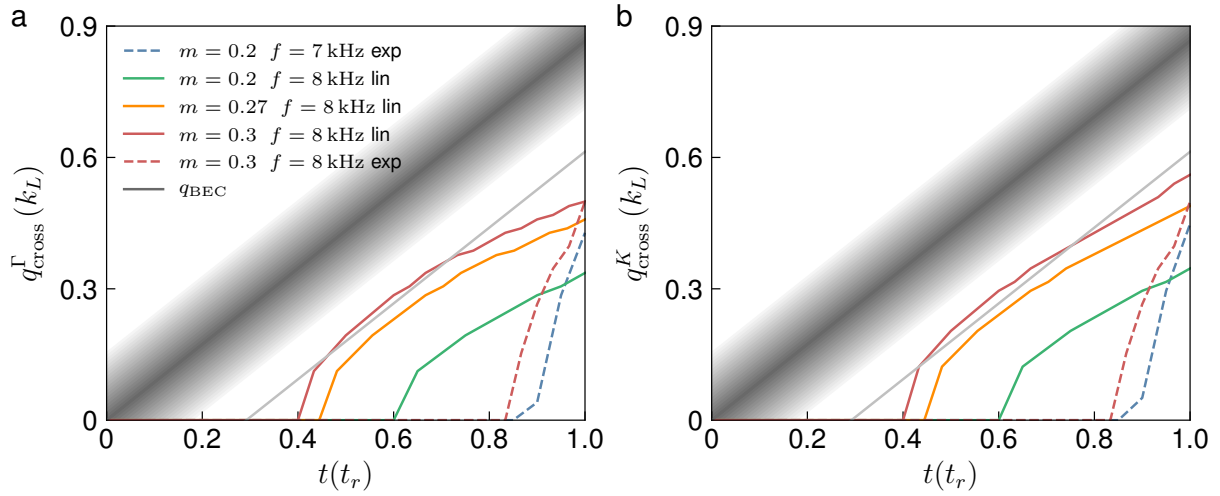 a
0.9
0.6
0.3
0
q^Γ_cross (k_L)
m = 0.2 f = 7 kHz exp
m = 0.2 f = 8 kHz lin
m = 0.27 f = 8 kHz lin
m = 0.3 f = 8 kHz lin
m = 0.3 f = 8 kHz exp
q_BEC
0 0.2 0.4 0.6 0.8 1.0
t(t_r)
b
0.9
0.6
0.3
0
q^K_cross (k_L)
0 0.2 0.4 0.6 0.8 1.0
t(t_r)